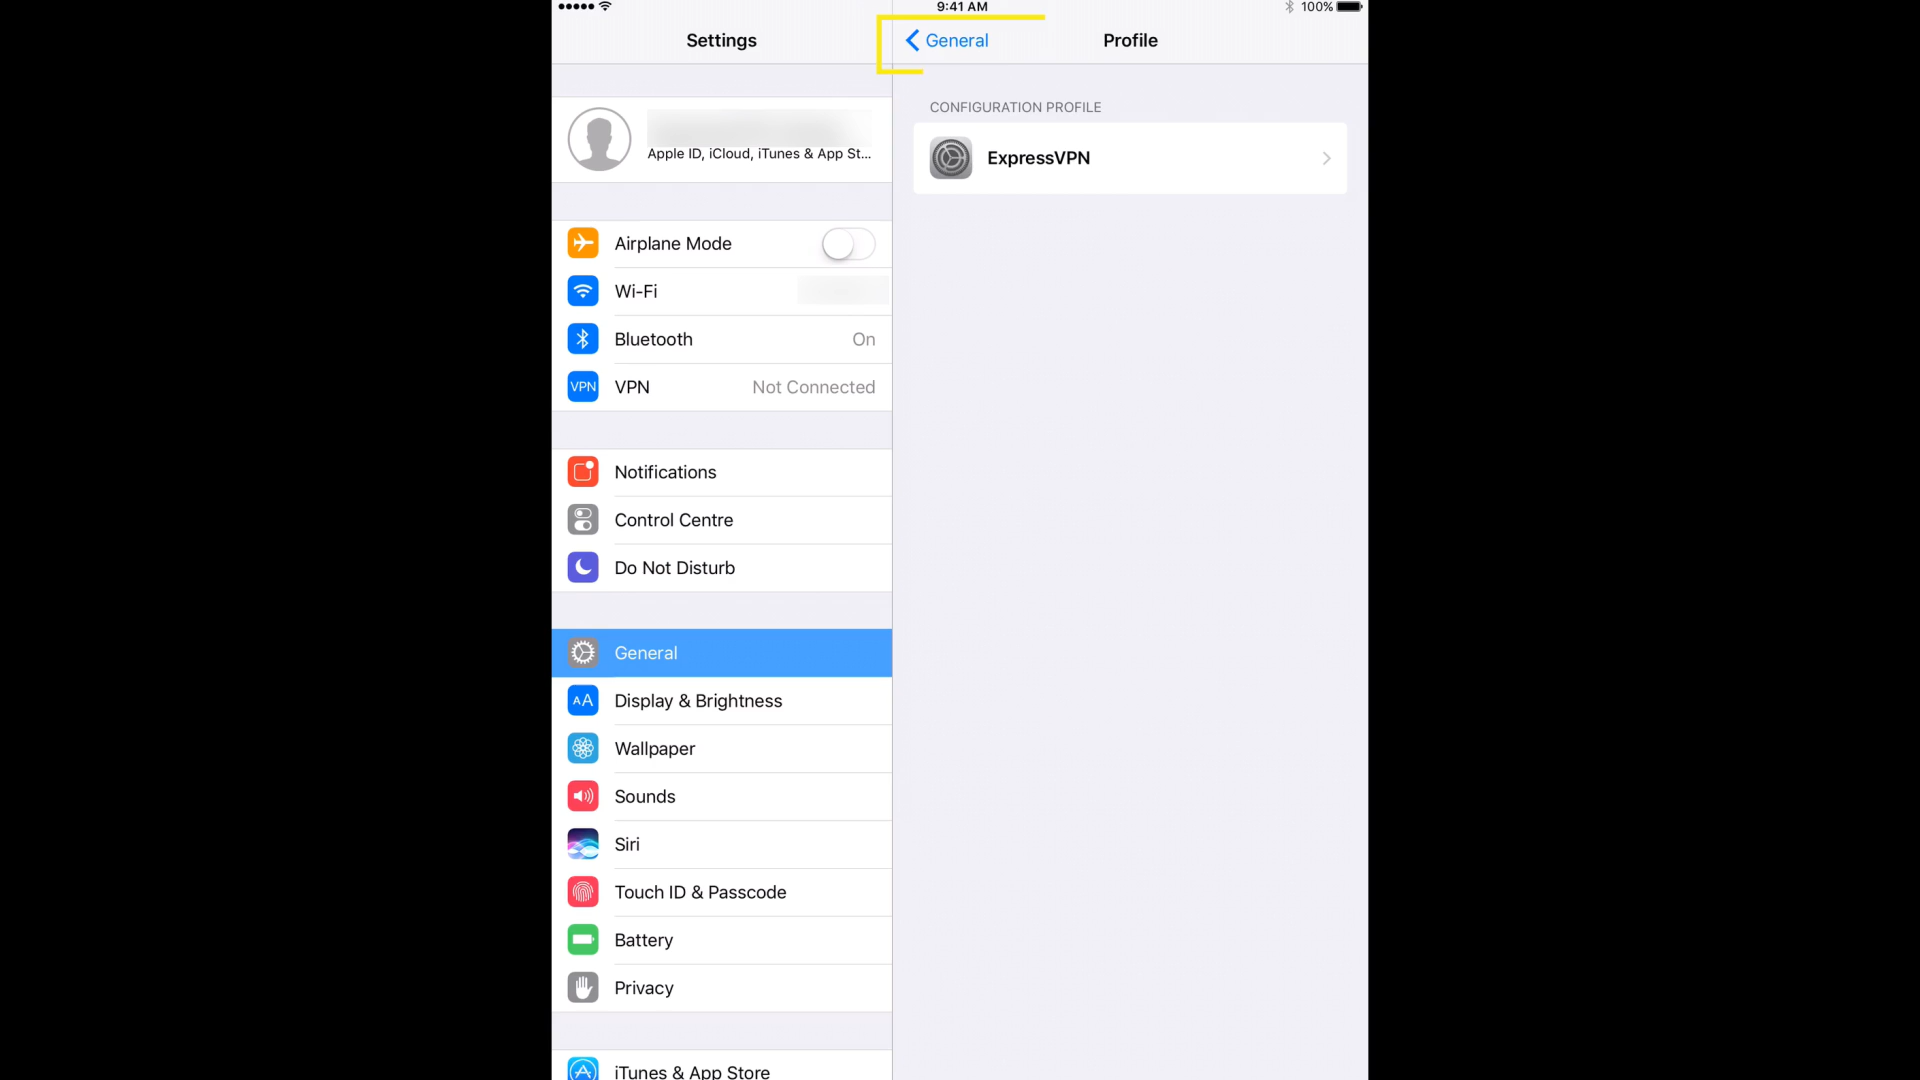 9:41 AM
100%
Settings
General
Profile
Apple ID, iCloud, iTunes & App St...
CONFIGURATION PROFILE
ExpressVPN
Airplane Mode
Wi-Fi
Bluetooth On
VPN VPN Not Connected
Notifications
Control Centre
Do Not Disturb
General
AA Display & Brightness
Wallpaper
Sounds
Siri
Touch ID & Passcode
Battery
Privacy
iTunes & App Store